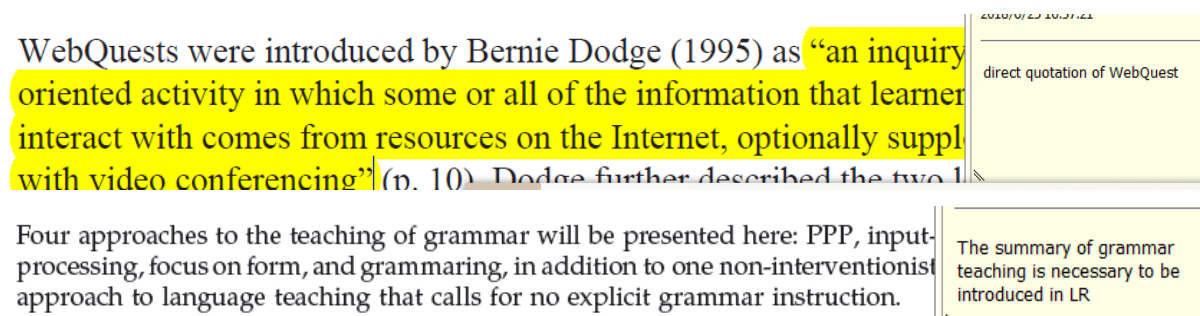 WebQuests were introduced by Bernie Dodge (1995) as “an inquiry
oriented activity in which some or all of the information that learner
interact with comes from resources on the Internet, optionally suppl
with video conferencing” (p. 10). Dodge further described the two
direct quotation of WebQuest
Four approaches to the teaching of grammar will be presented here: PPP, input-
processing, focus on form, and grammaring, in addition to one non-interventionist
approach to language teaching that calls for no explicit grammar instruction.
The summary of grammar
teaching is necessary to be
introduced in LR